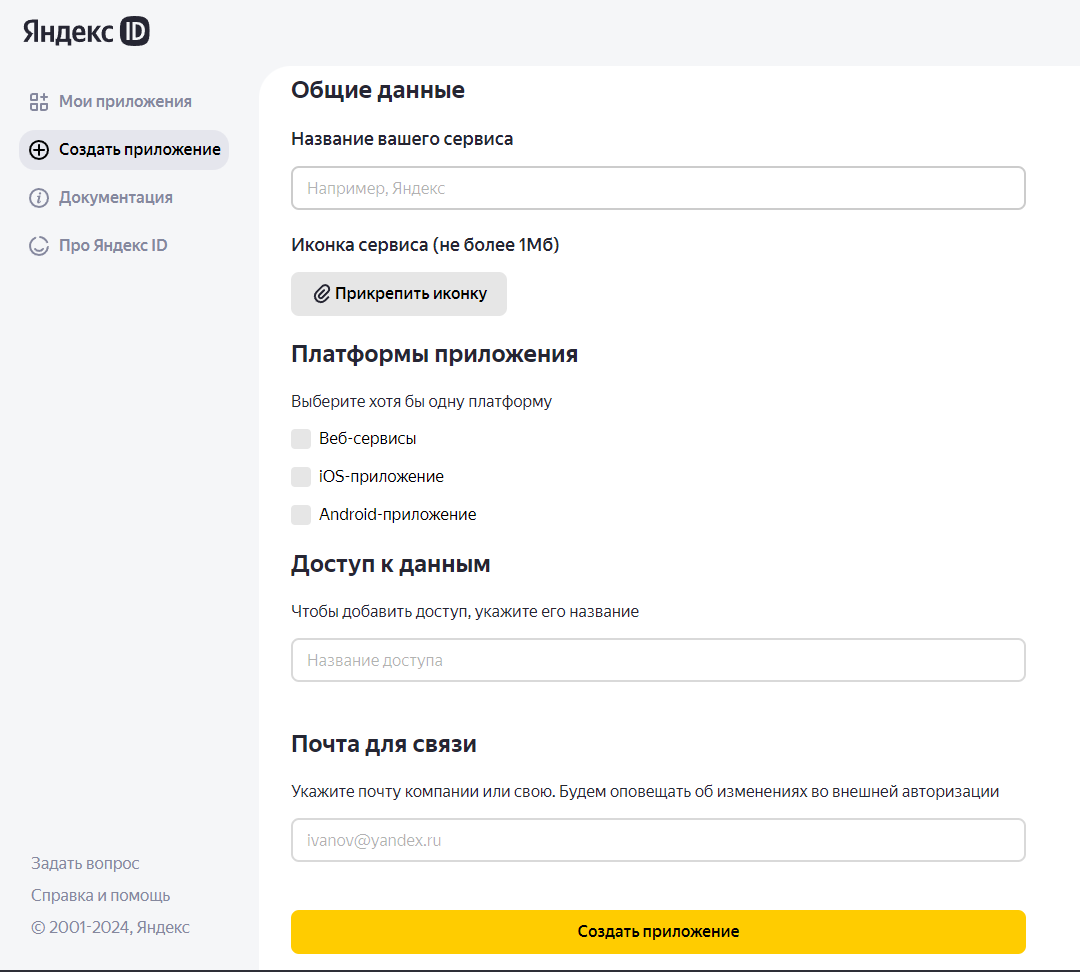 Яндекс ID
Мои приложения
Создать приложение
Документация
Про Яндекс ID
Общие данные
Название вашего сервиса
Например, Яндекс
Иконка сервиса (не более 1Мб)
Прикрепить иконку
Платформы приложения
Выберите хотя бы одну платформу
Веб-сервисы
iOS-приложение
Android-приложение
Доступ к данным
Чтобы добавить доступ, укажите его название
Название доступа
Почта для связи
Укажите почту компании или свою. Будем оповещать об изменениях во внешней авторизации
ivanov@yandex.ru
Создать приложение
Задать вопрос
Справка и помощь
© 2001-2024, Яндекс